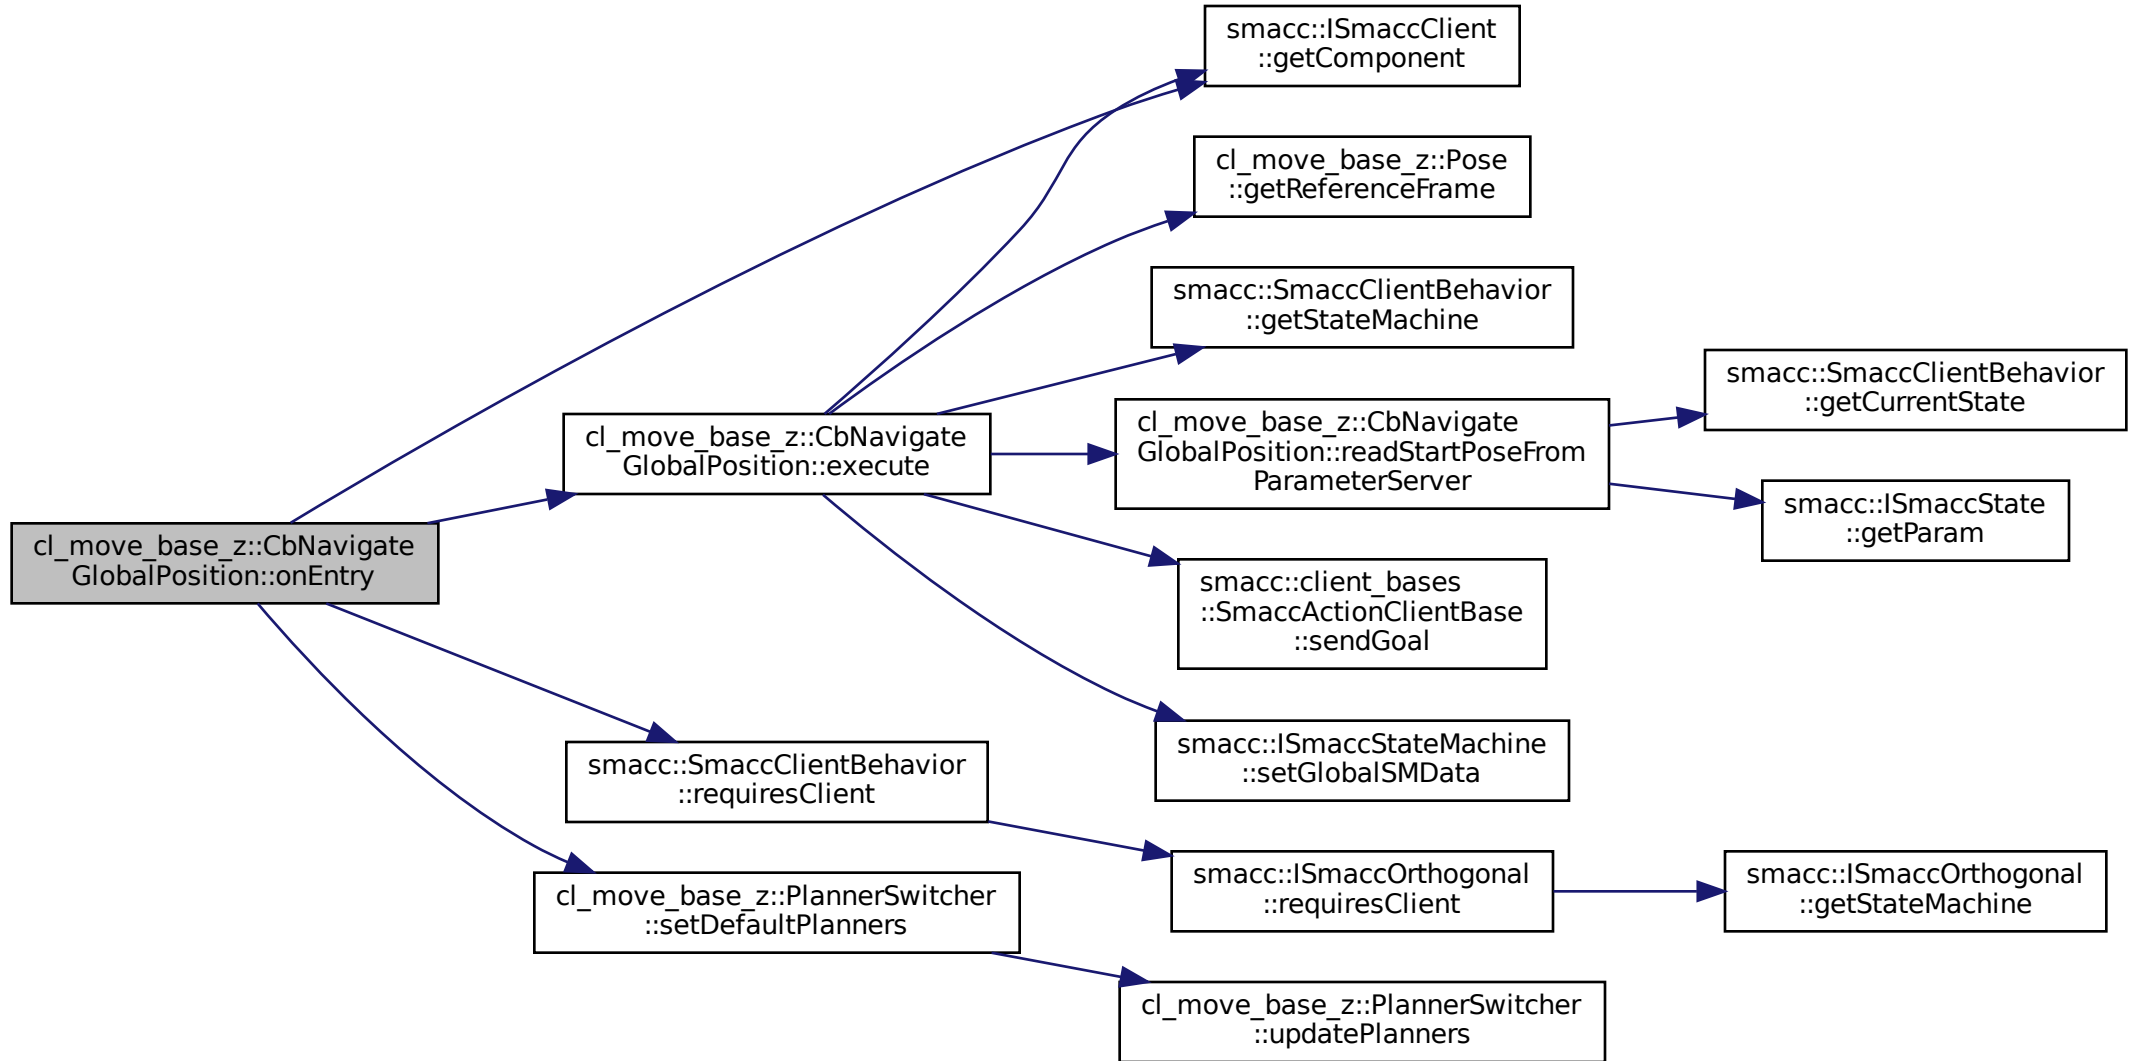 smacc::ISmaccClient
::getComponent
cl_move_base_z::Pose
::getReferenceFrame
smacc::SmaccClientBehavior
::getStateMachine
smacc::SmaccClientBehavior
::getCurrentState
cl_move_base_z::CbNavigate
GlobalPosition::execute
cl_move_base_z::CbNavigate
GlobalPosition::readStartPoseFrom
ParameterServer
smacc::ISmaccState
::getParam
cl_move_base_z::CbNavigate
GlobalPosition::onEntry
smacc::client_bases
::SmaccActionClientBase
::sendGoal
smacc::ISmaccStateMachine
::setGlobalSMData
smacc::SmaccClientBehavior
::requiresClient
smacc::ISmaccOrthogonal
::requiresClient
smacc::ISmaccOrthogonal
::getStateMachine
cl_move_base_z::PlannerSwitcher
::setDefaultPlanners
cl_move_base_z::PlannerSwitcher
::updatePlanners